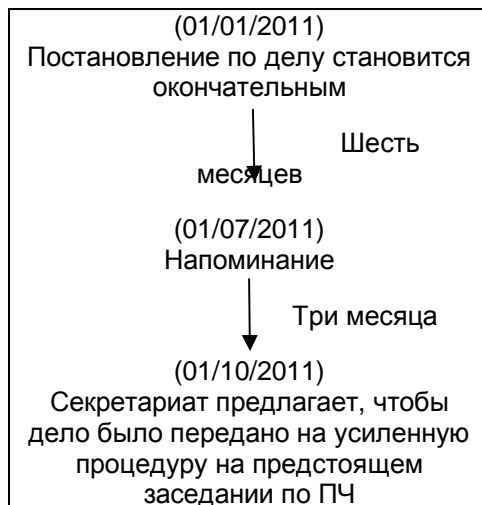 (01/01/2011)
Постановление по делу становится
окончательным
Шесть
месяцев
(01/07/2011)
Напоминание
Три месяца
(01/10/2011)
Секретариат предлагает, чтобы
дело было передано на усиленную
процедуру на предстоящем
заседании по ПЧ